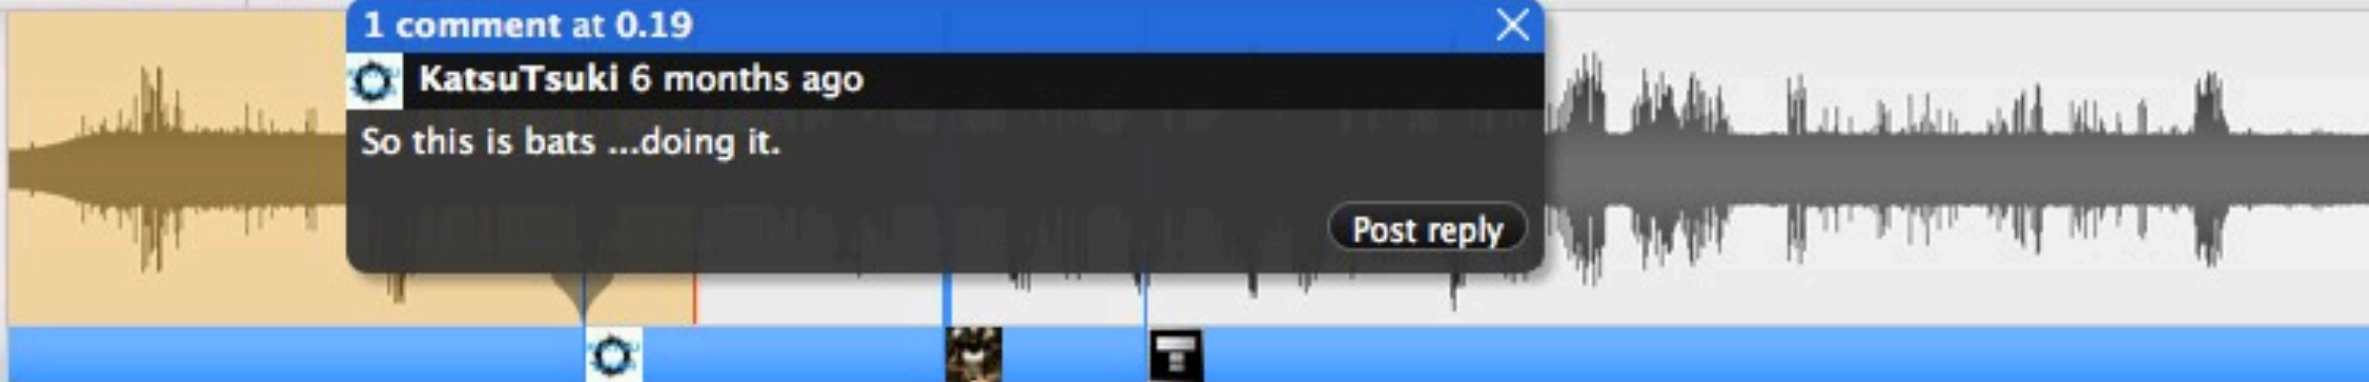 1 comment at 0.19
KatsuTsuki 6 months ago
So this is bats ...doing it.
Post reply